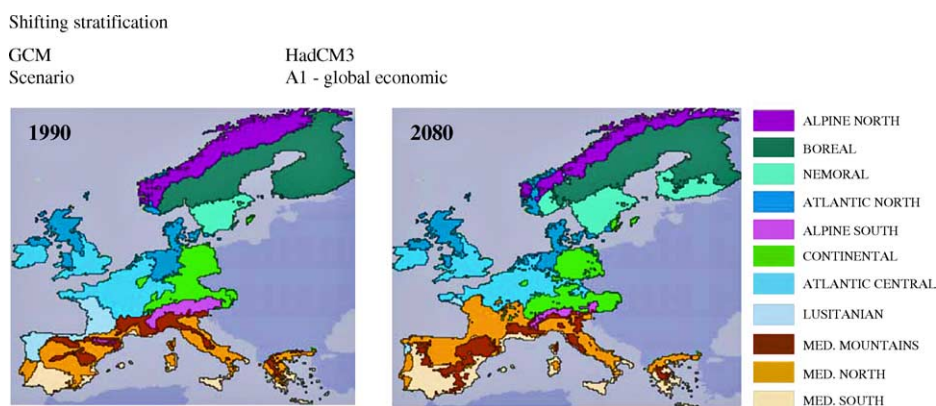 Shifting stratification
GCM HadCM3
Scenario A1 - global economic
1990
2080
ALPINE NORTH
BOREAL
NEMORAL
ATLANTIC NORTH
ALPINE SOUTH
CONTINENTAL
ATLANTIC CENTRAL
LUSITANIAN
MED. MOUNTAINS
MED. NORTH
MED. SOUTH